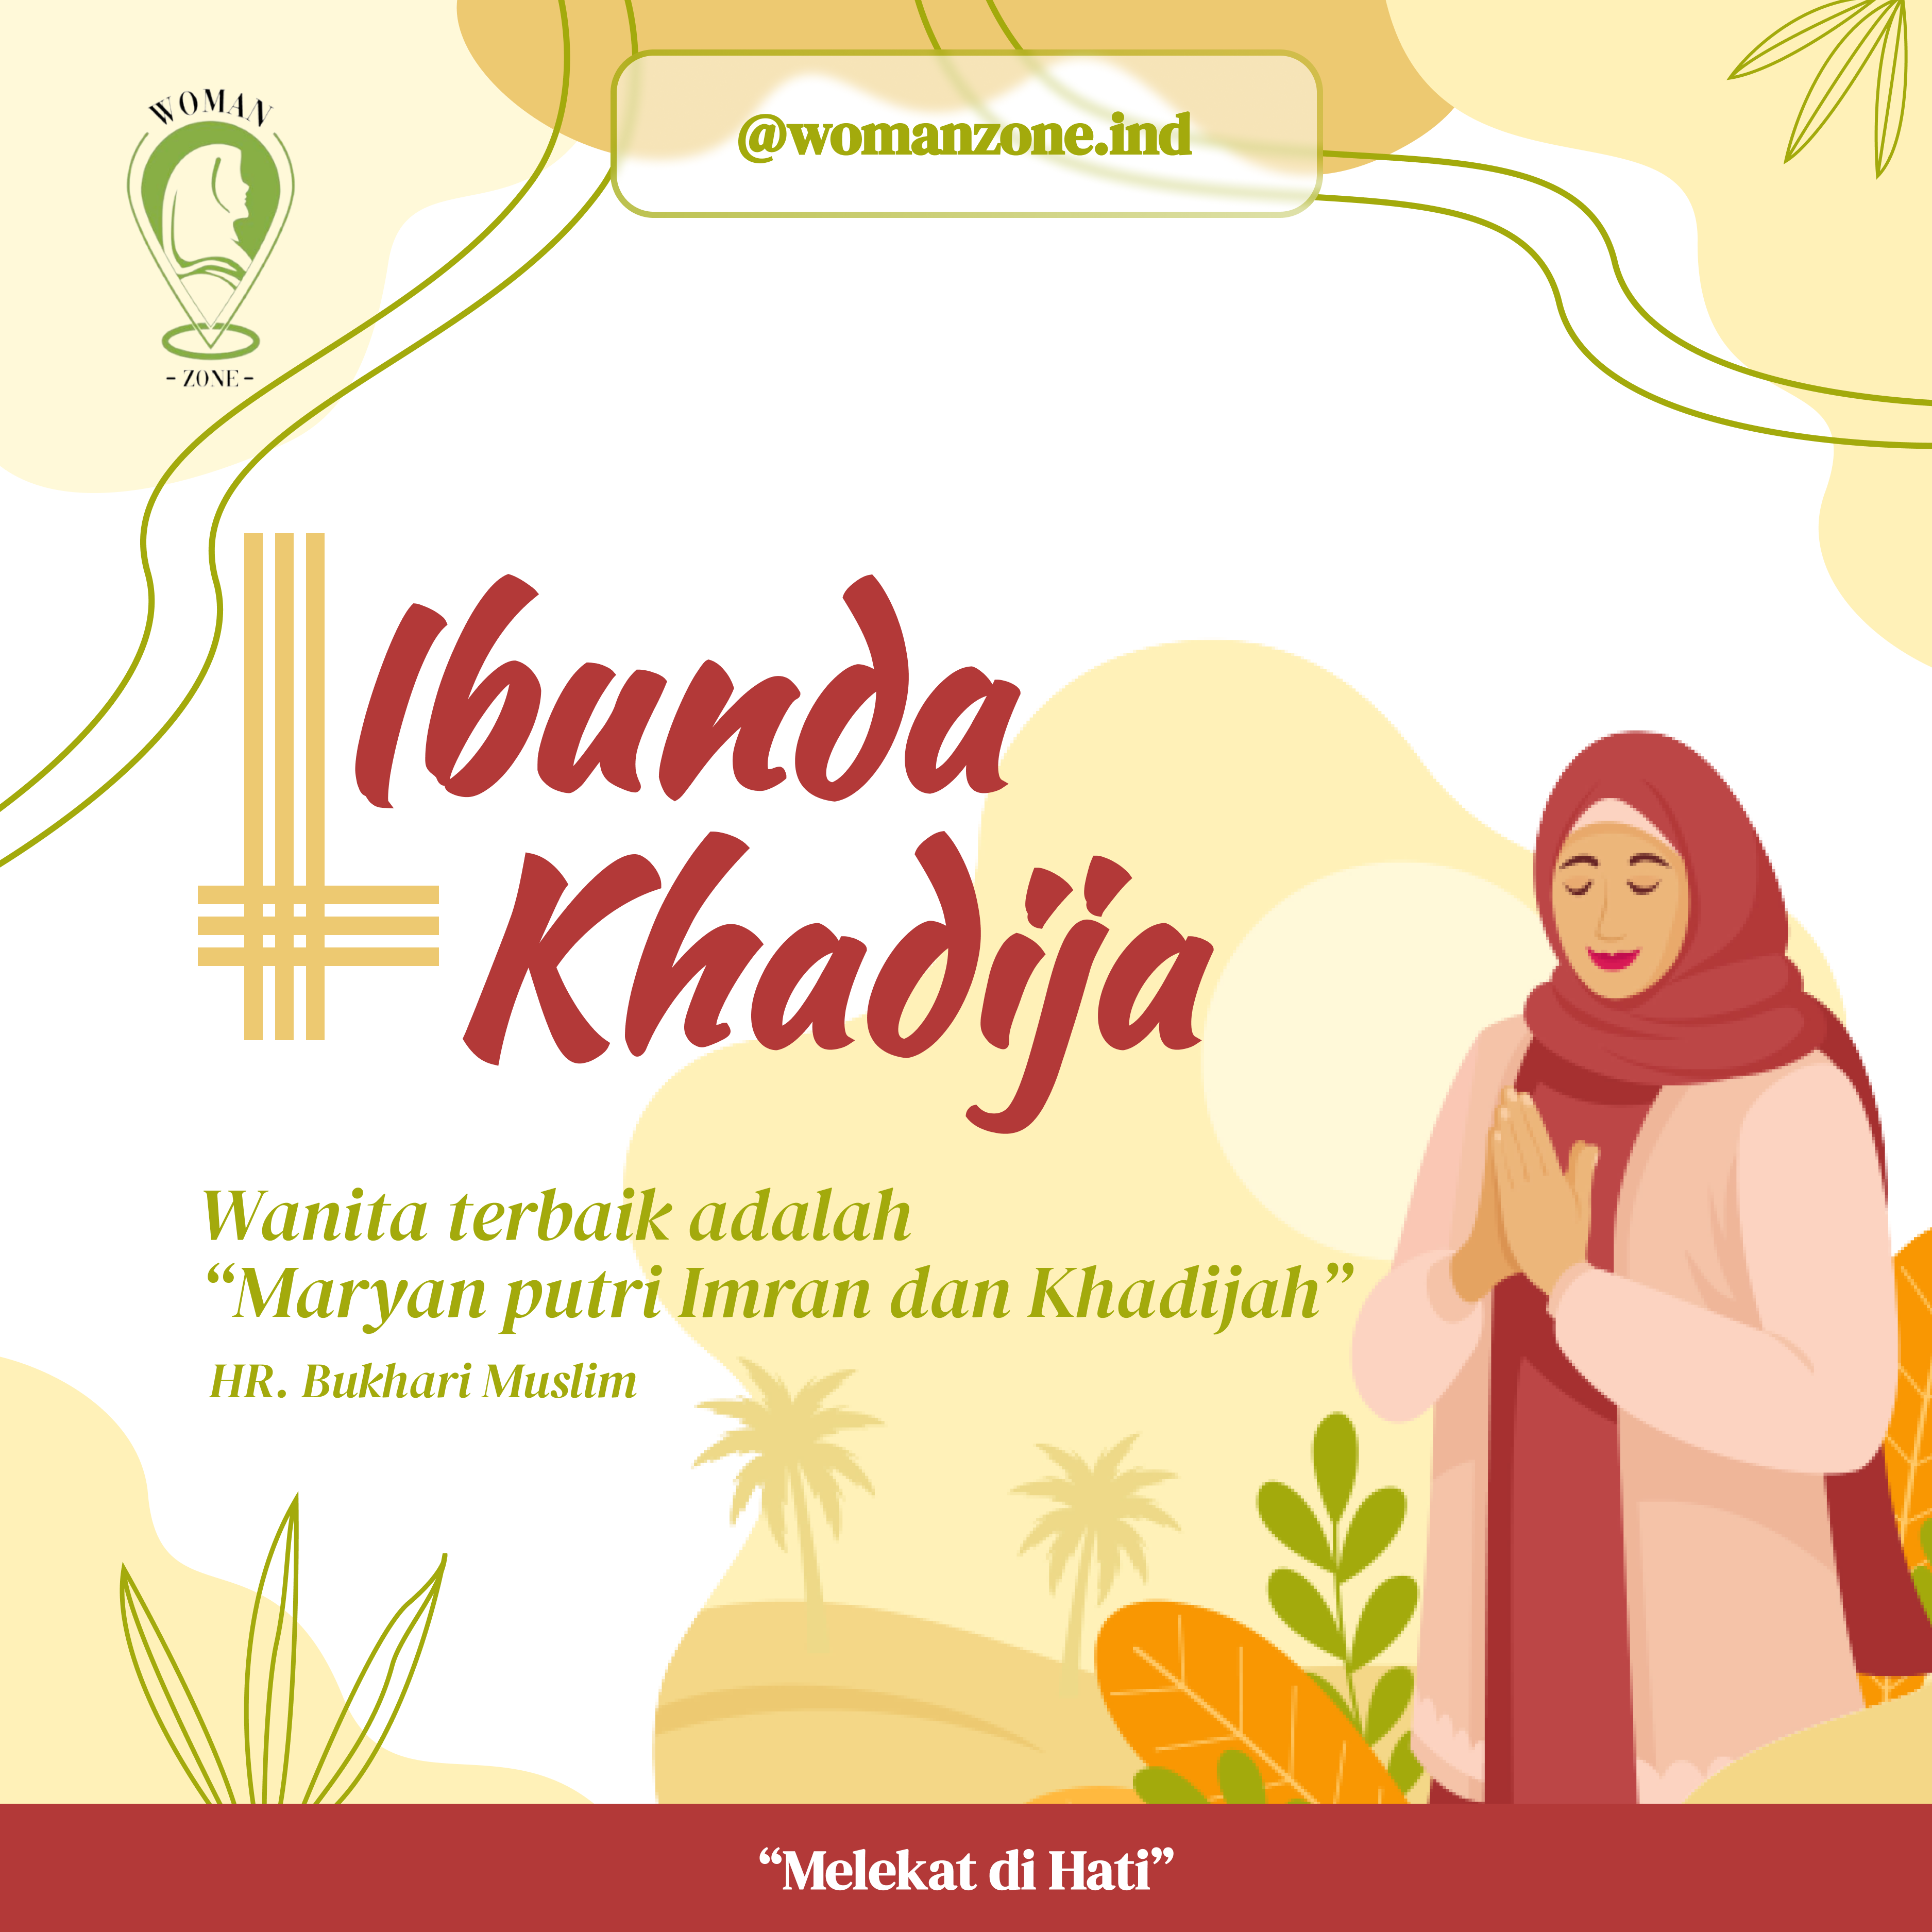 WOMAN
- ZONE -
@womanzone.ind
Ibunda
Khadija
Wanita terbaik adalah
“Maryan putri Imran dan Khadijah”
HR. Bukhari Muslim
“Melekat di Hati”